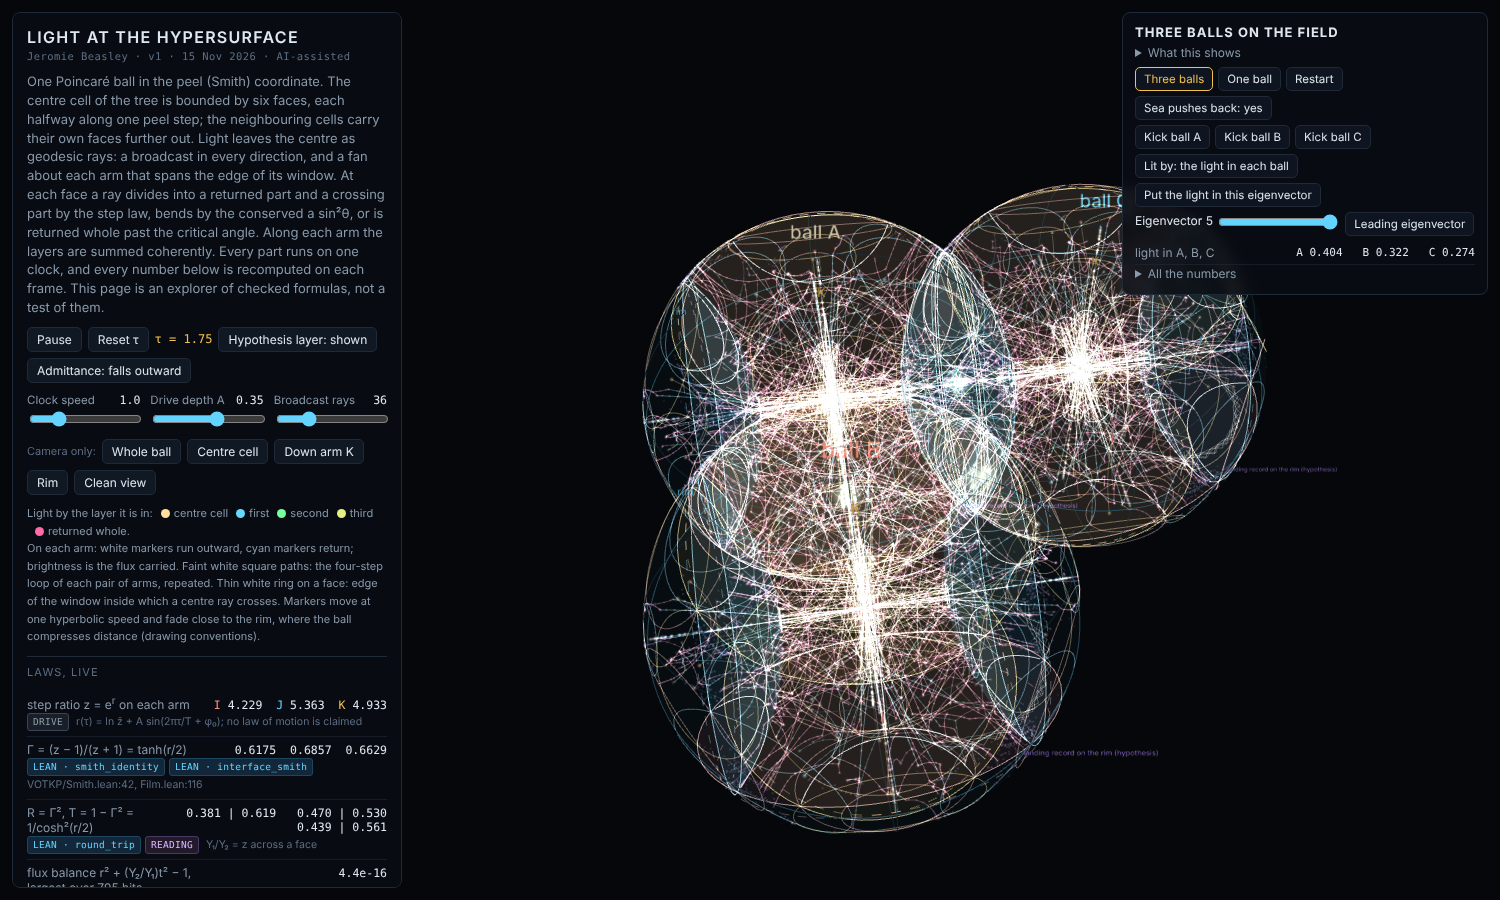 LIGHT AT THE HYPERSURFACE
Jeromie Beasley · v1 · 15 Nov 2026 · AI-assisted
One Poincaré ball in the peel (Smith) coordinate. The
centre cell of the tree is bounded by six faces, each
halfway along one peel step; the neighbouring cells carry
their own faces further out. Light leaves the centre as
geodesic rays: a broadcast in every direction, and a fan
about each arm that spans the edge of its window. At
each face a ray divides into a returned part and a crossing
part by the step law, bends by the conserved a sin²θ, or is
returned whole past the critical angle. Along each arm the
layers are summed coherently. Every part runs on one
clock, and every number below is recomputed on each
frame. This page is an explorer of checked formulas, not a
test of them.
Pause Reset τ τ = 1.75 Hypothesis layer: shown
Admittance: falls outward
Clock speed 1.0 Drive depth A 0.35 Broadcast rays 36
Camera only: Whole ball Centre cell Down arm K
Rim Clean view
Light by the layer it is in: centre cell first second third
returned whole.
On each arm: white markers run outward, cyan markers return;
brightness is the flux carried. Faint white square paths: the four-step
loop of each pair of arms, repeated. Thin white ring on a face: edge
of the window inside which a centre ray crosses. Markers move at
one hyperbolic speed and fade close to the rim, where the ball
compresses distance (drawing conventions).
LAWS, LIVE
step ratio z = eʳ on each arm I 4.229 J 5.363 K 4.933
DRIVE r(τ) = ln z̄ + A sin(2πτ/T + φ₀); no law of motion is claimed
Γ = (z − 1)/(z + 1) = tanh(r/2) 0.6175 0.6857 0.6629
LEAN · smith_identity LEAN · interface_smith
VOTKP/Smith.lean:42, Film.lean:116
R = Γ², T = 1 − Γ² = 0.381 | 0.619 0.470 | 0.530
1/cosh²(r/2) 0.439 | 0.561
LEAN · round_trip READING Y₁/Y₂ = z across a face
flux balance r² + (Y₂/Y₁)t² − 1, 4.4e-16
largest over 795 hits
ball A
ball B
ball C
rim
standing record on the rim (hypothesis)
THREE BALLS ON THE FIELD
▶ What this shows
Three balls One ball Restart
Sea pushes back: yes
Kick ball A Kick ball B Kick ball C
Lit by: the light in each ball
Put the light in this eigenvector
Eigenvector 5 Leading eigenvector
light in A, B, C A 0.404 B 0.322 C 0.274
▶ All the numbers